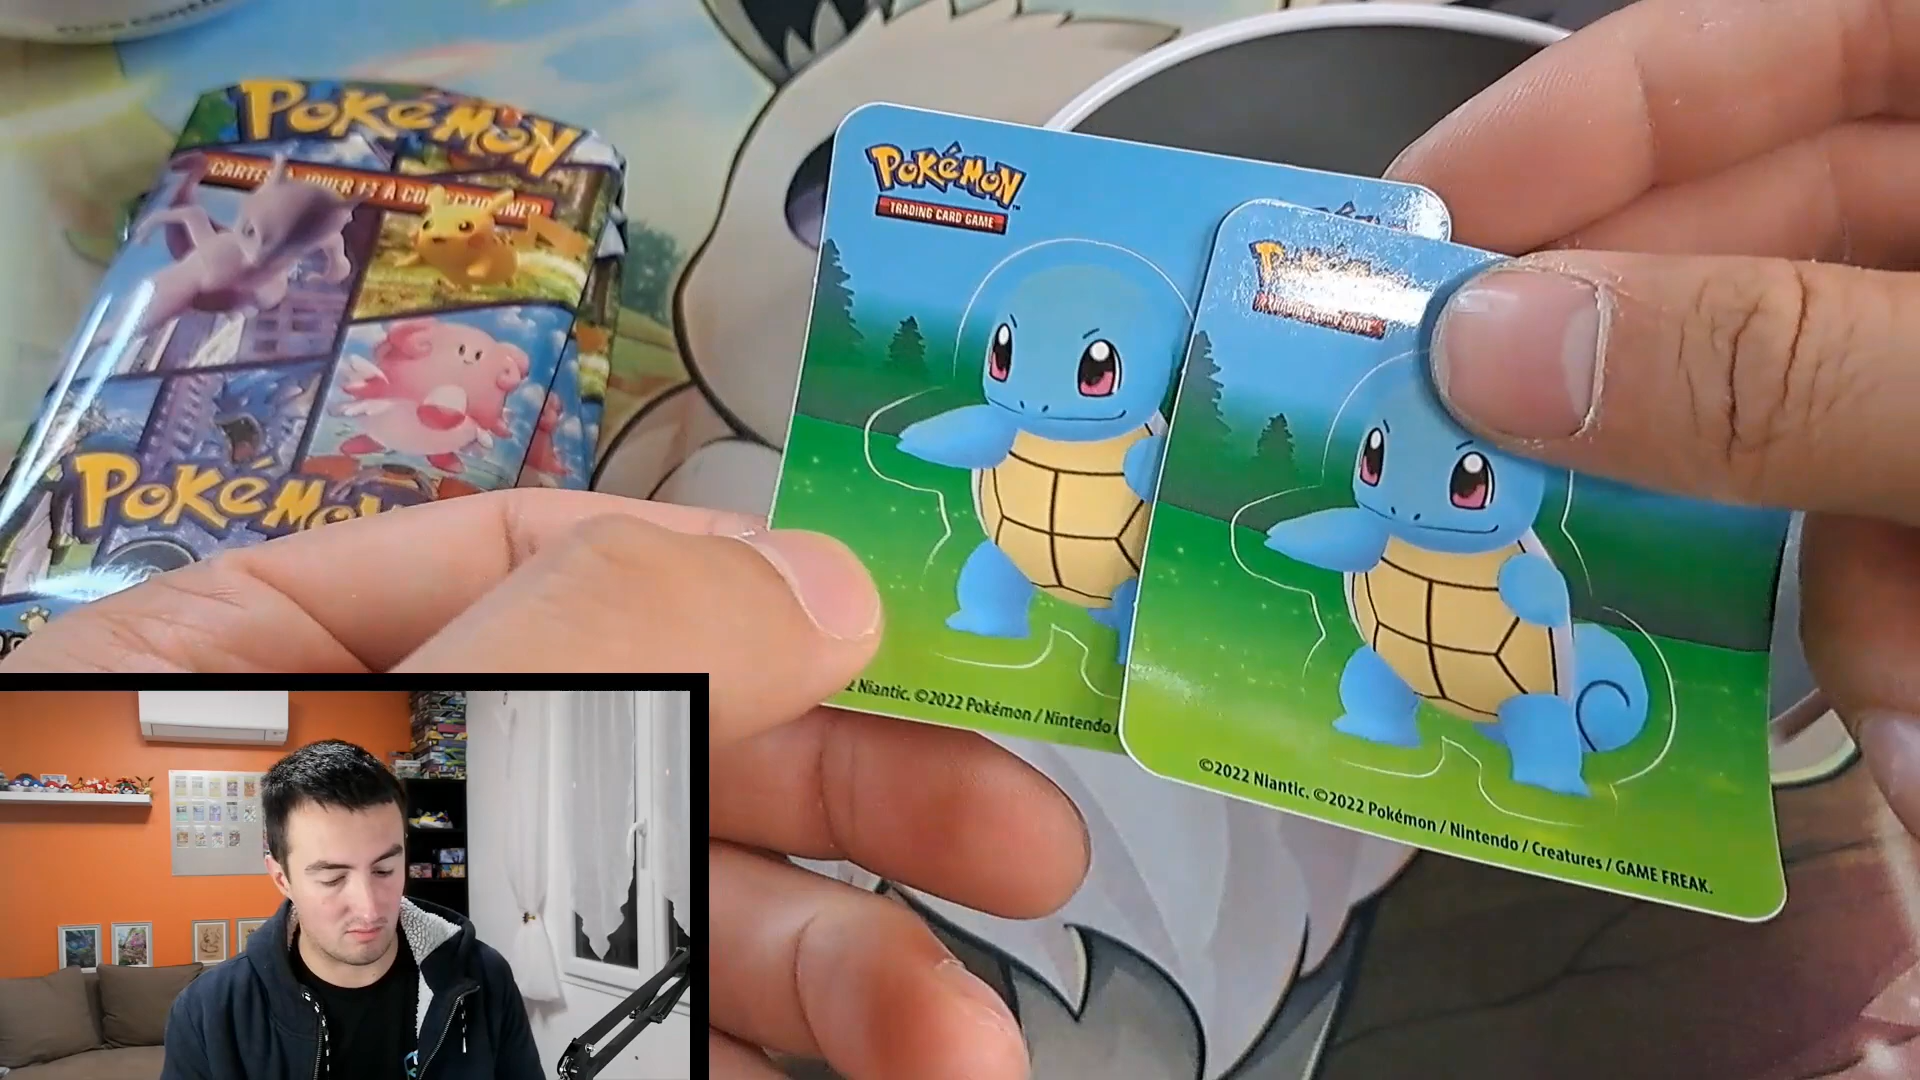 POKÉMON
CARTES À JOUER ET À COLLECTIONNER
POKÉMON
POKÉMON
TRADING CARD GAME
Niantic. ©2022 Pokémon / Nintendo
POKÉMON
TRADING CARD GAME
©2022 Niantic. ©2022 Pokémon / Nintendo / Creatures / GAME FREAK.